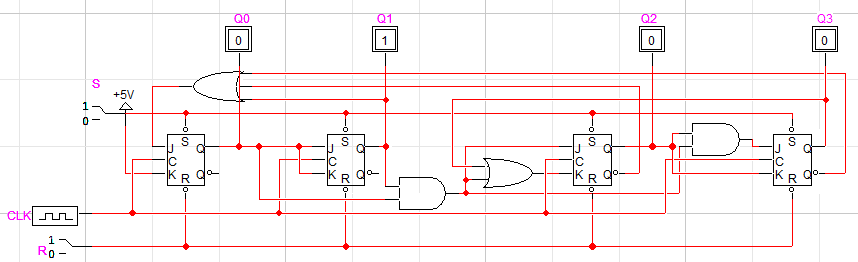 Q0 Q1 Q2 Q3
0 1 0 0
S
+5V
1
0
S S S S
J Q J Q J Q J Q
C C C C
K R Q K R Q K R Q K R Q
CLK
1
R 0